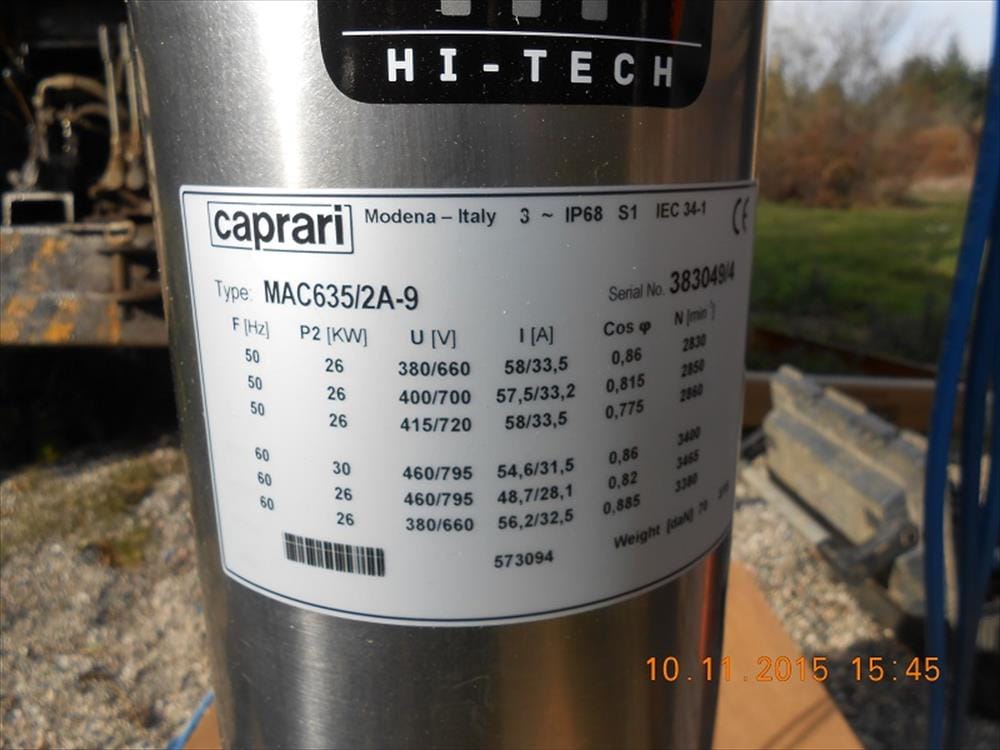 HI-TECH
caprari Modena – Italy 3 ~ IP68 S1 IEC 34-1 CE
Type: MAC635/2A-9 Serial No. 383049/4
F [Hz] P2 [KW] U [V] I [A] Cos φ N [min⁻¹]
50 26 380/660 58/33,5 0,86 2830
50 26 400/700 57,5/33,2 0,815 2850
50 26 415/720 58/33,5 0,775 2860
60 30 460/795 54,6/31,5 0,86 3400
60 26 460/795 48,7/28,1 0,82 3465
60 26 380/660 56,2/32,5 0,885 3380
573094 Weight [daN] 70
10.11.2015 15:45